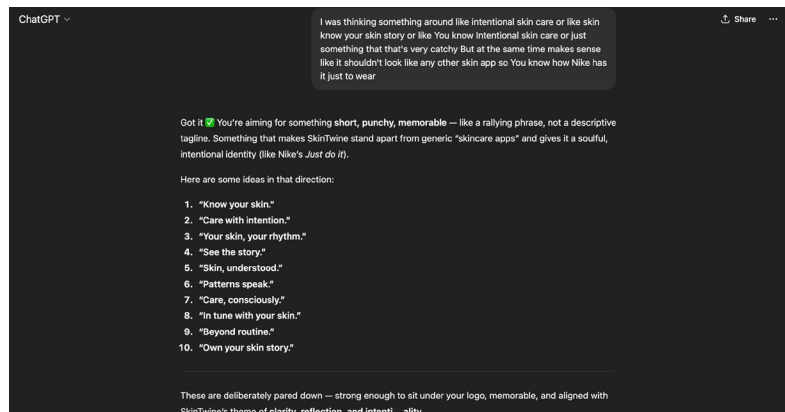 ChatGPT
Share
I was thinking something around like intentional skin care or like skin
know your skin story or like You know Intentional skin care or just
something that that's very catchy But at the same time makes sense
like it shouldn't look like any other skin app so You know how Nike has
it just to wear
Got it ✅ You're aiming for something short, punchy, memorable — like a rallying phrase, not a descriptive
tagline. Something that makes SkinTwine stand apart from generic “skincare apps” and gives it a soulful,
intentional identity (like Nike's Just do it).
Here are some ideas in that direction:
1. “Know your skin.”
2. “Care with intention.”
3. “Your skin, your rhythm.”
4. “See the story.”
5. “Skin, understood.”
6. “Patterns speak.”
7. “Care, consciously.”
8. “In tune with your skin.”
9. “Beyond routine.”
10. “Own your skin story.”
These are deliberately pared down — strong enough to sit under your logo, memorable, and aligned with
SkinTwine's theme of clarity, reflection, and intenti ality